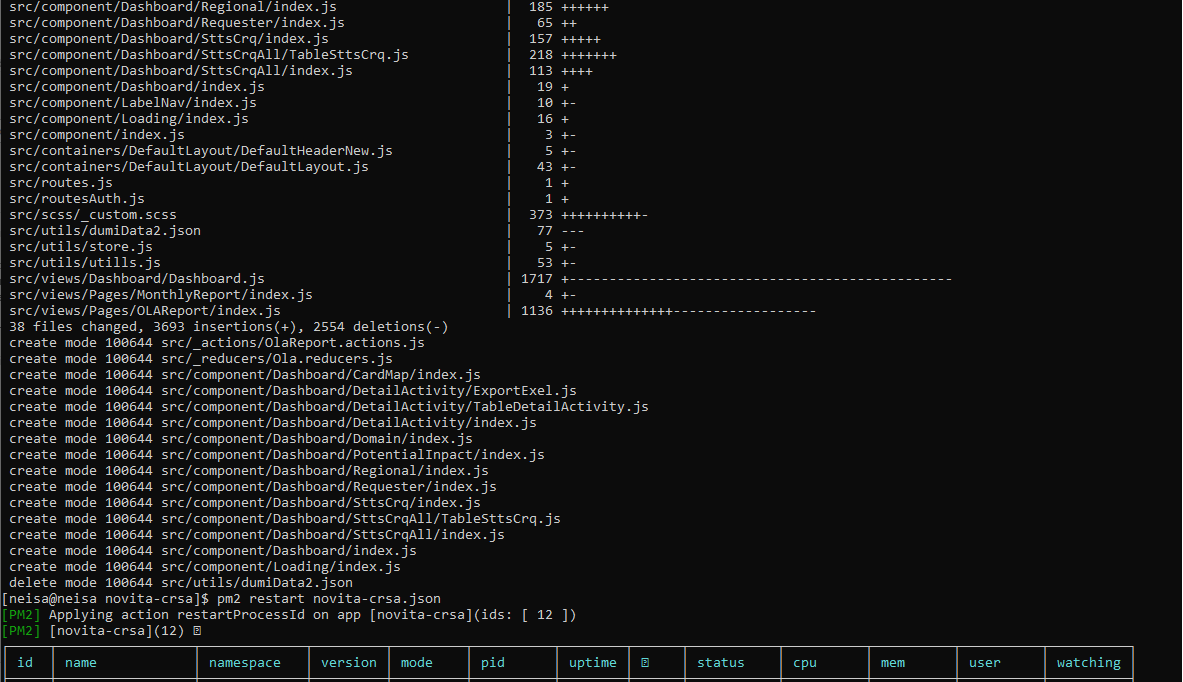 src/component/Dashboard/Regional/index.js | 185 ++++++
src/component/Dashboard/Requester/index.js | 65 ++
src/component/Dashboard/SttsCrq/index.js | 157 +++++
src/component/Dashboard/SttsCrqAll/TableSttsCrq.js | 218 +++++++
src/component/Dashboard/SttsCrqAll/index.js | 113 ++++
src/component/Dashboard/index.js | 19 +
src/component/LabelNav/index.js | 10 +-
src/component/Loading/index.js | 16 +
src/component/index.js | 3 +-
src/containers/DefaultLayout/DefaultHeaderNew.js | 5 +-
src/containers/DefaultLayout/DefaultLayout.js | 43 +-
src/routes.js | 1 +
src/routesAuth.js | 1 +
src/scss/_custom.scss | 373 ++++++++++-
src/utils/dumiData2.json | 77 ---
src/utils/store.js | 5 +-
src/utils/utills.js | 53 +-
src/views/Dashboard/Dashboard.js | 1717 +------------------------------------------------
src/views/Pages/MonthlyReport/index.js | 4 +-
src/views/Pages/OLAReport/index.js | 1136 ++++++++++++++------------------
38 files changed, 3693 insertions(+), 2554 deletions(-)
create mode 100644 src/_actions/OlaReport.actions.js
create mode 100644 src/_reducers/Ola.reducers.js
create mode 100644 src/component/Dashboard/CardMap/index.js
create mode 100644 src/component/Dashboard/DetailActivity/ExportExel.js
create mode 100644 src/component/Dashboard/DetailActivity/TableDetailActivity.js
create mode 100644 src/component/Dashboard/DetailActivity/index.js
create mode 100644 src/component/Dashboard/Domain/index.js
create mode 100644 src/component/Dashboard/PotentialInpact/index.js
create mode 100644 src/component/Dashboard/Regional/index.js
create mode 100644 src/component/Dashboard/Requester/index.js
create mode 100644 src/component/Dashboard/SttsCrq/index.js
create mode 100644 src/component/Dashboard/SttsCrqAll/TableSttsCrq.js
create mode 100644 src/component/Dashboard/SttsCrqAll/index.js
create mode 100644 src/component/Dashboard/index.js
create mode 100644 src/component/Loading/index.js
delete mode 100644 src/utils/dumiData2.json
[neisa@neisa novita-crsa]$ pm2 restart novita-crsa.json
[PM2] Applying action restartProcessId on app [novita-crsa](ids: [ 12 ])
[PM2] [novita-crsa](12) 
id name namespace version mode pid uptime status cpu mem user watching